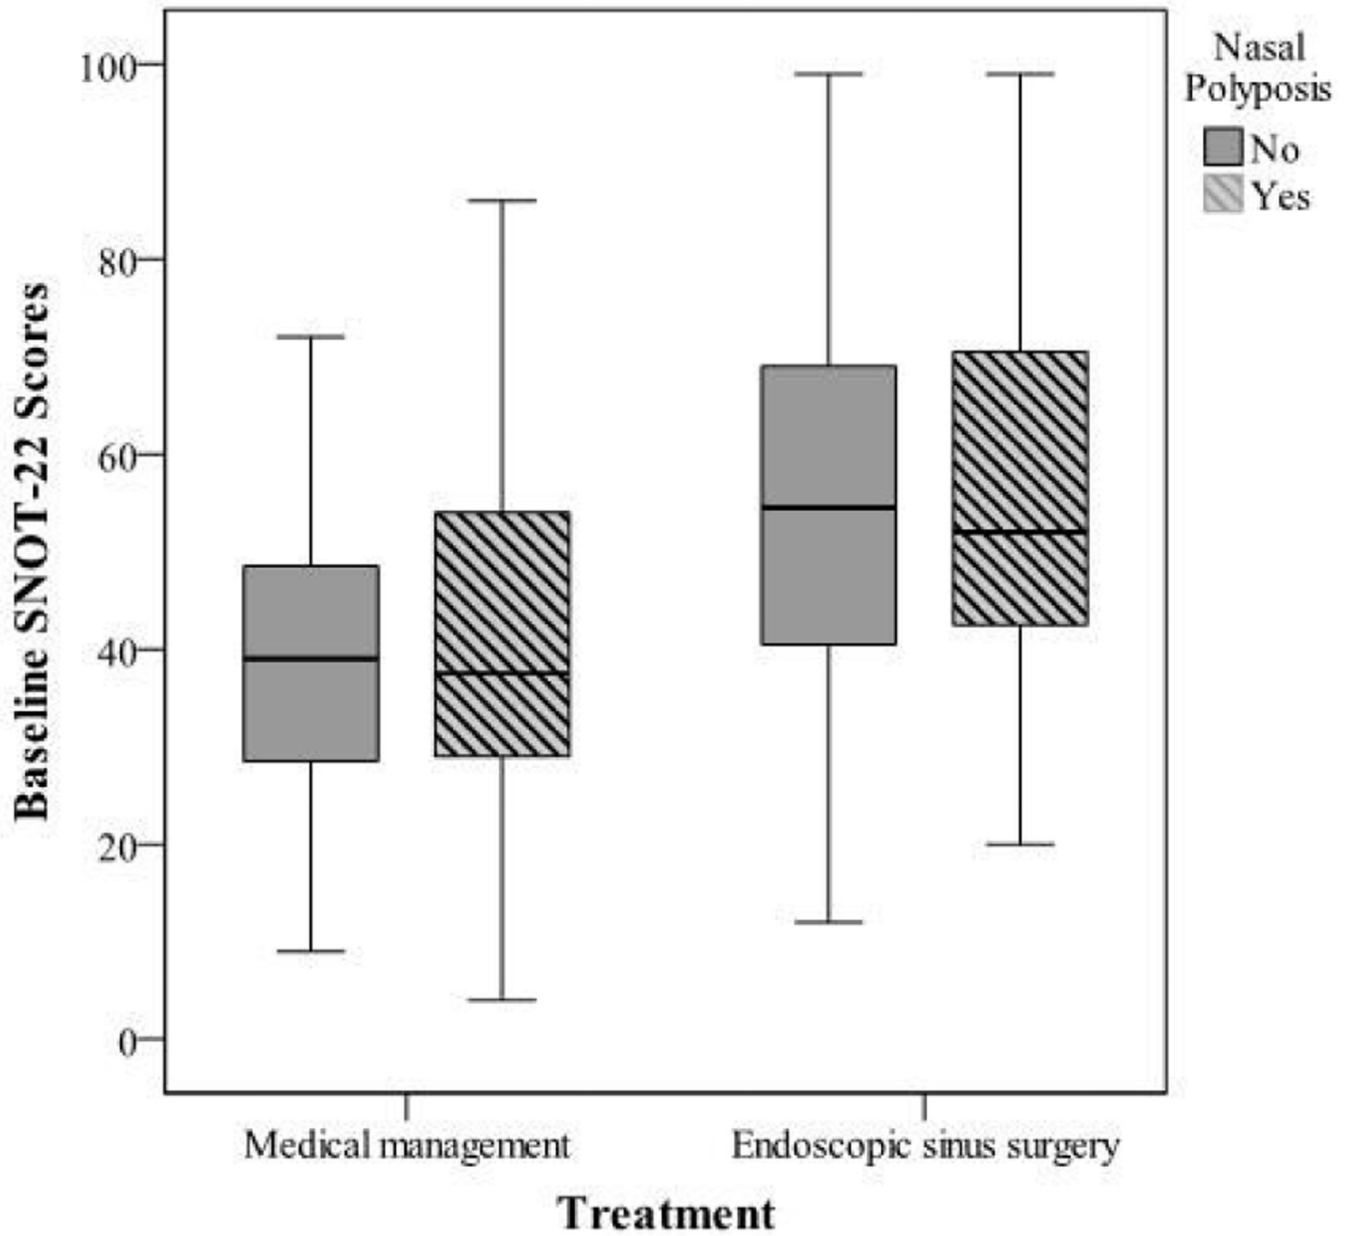 Nasal
Polyposis
No
Yes
Baseline SNOT-22 Scores
100
80
60
40
20
0
Medical management
Endoscopic sinus surgery
Treatment